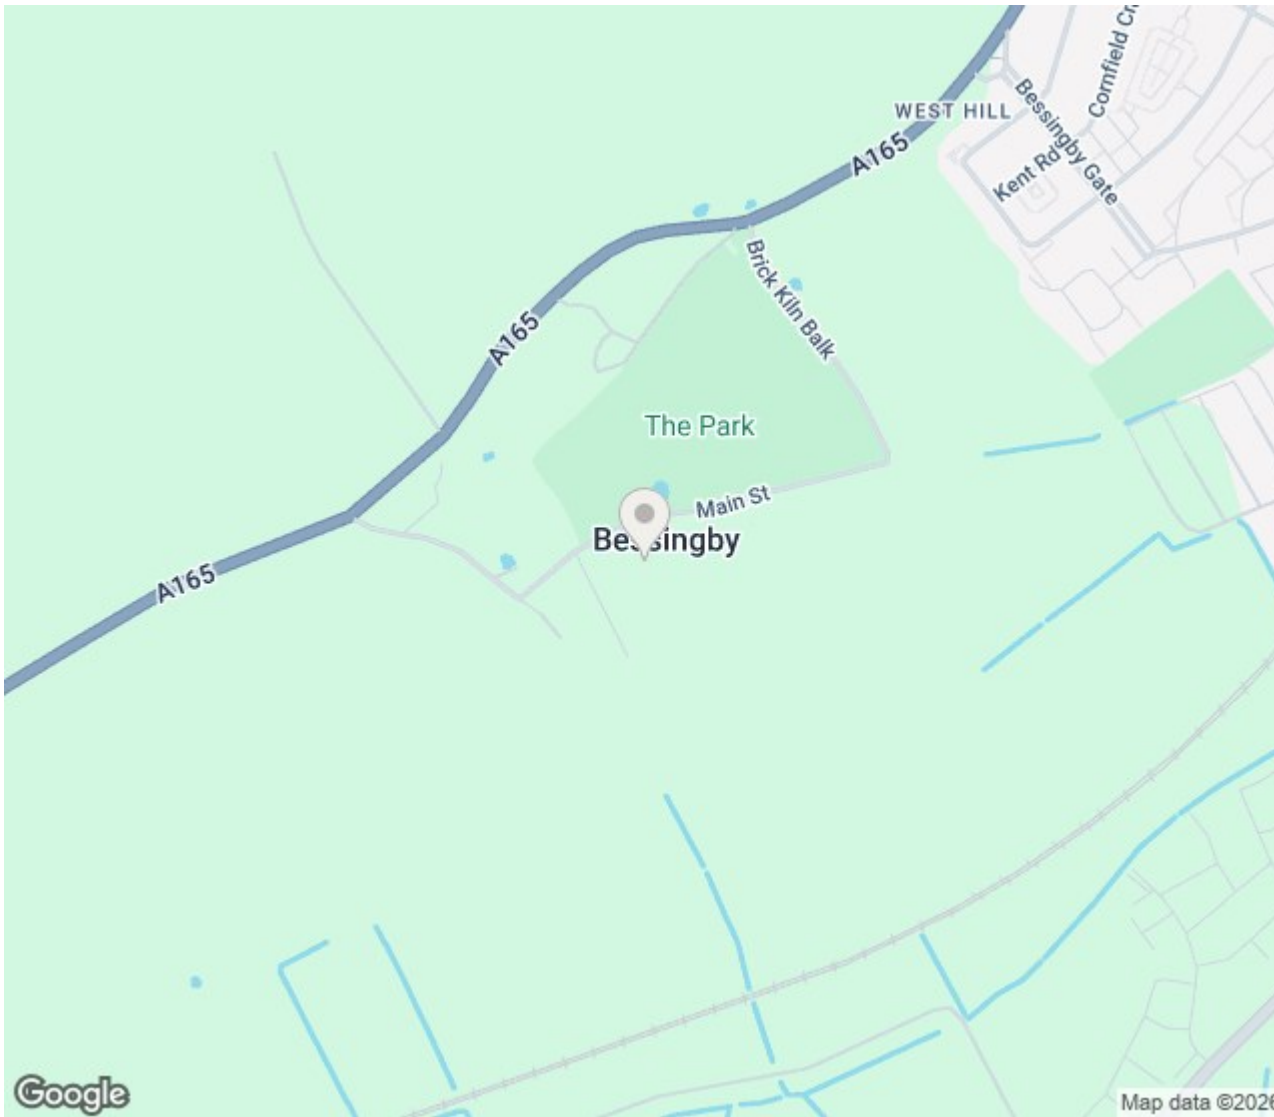 Cornfield Cr
WEST HILL
Bessingby Gate
A165
Kent Rd
Brick Kiln Balk
A165
The Park
Main St
Bessingby
A165
Google
Map data ©2026